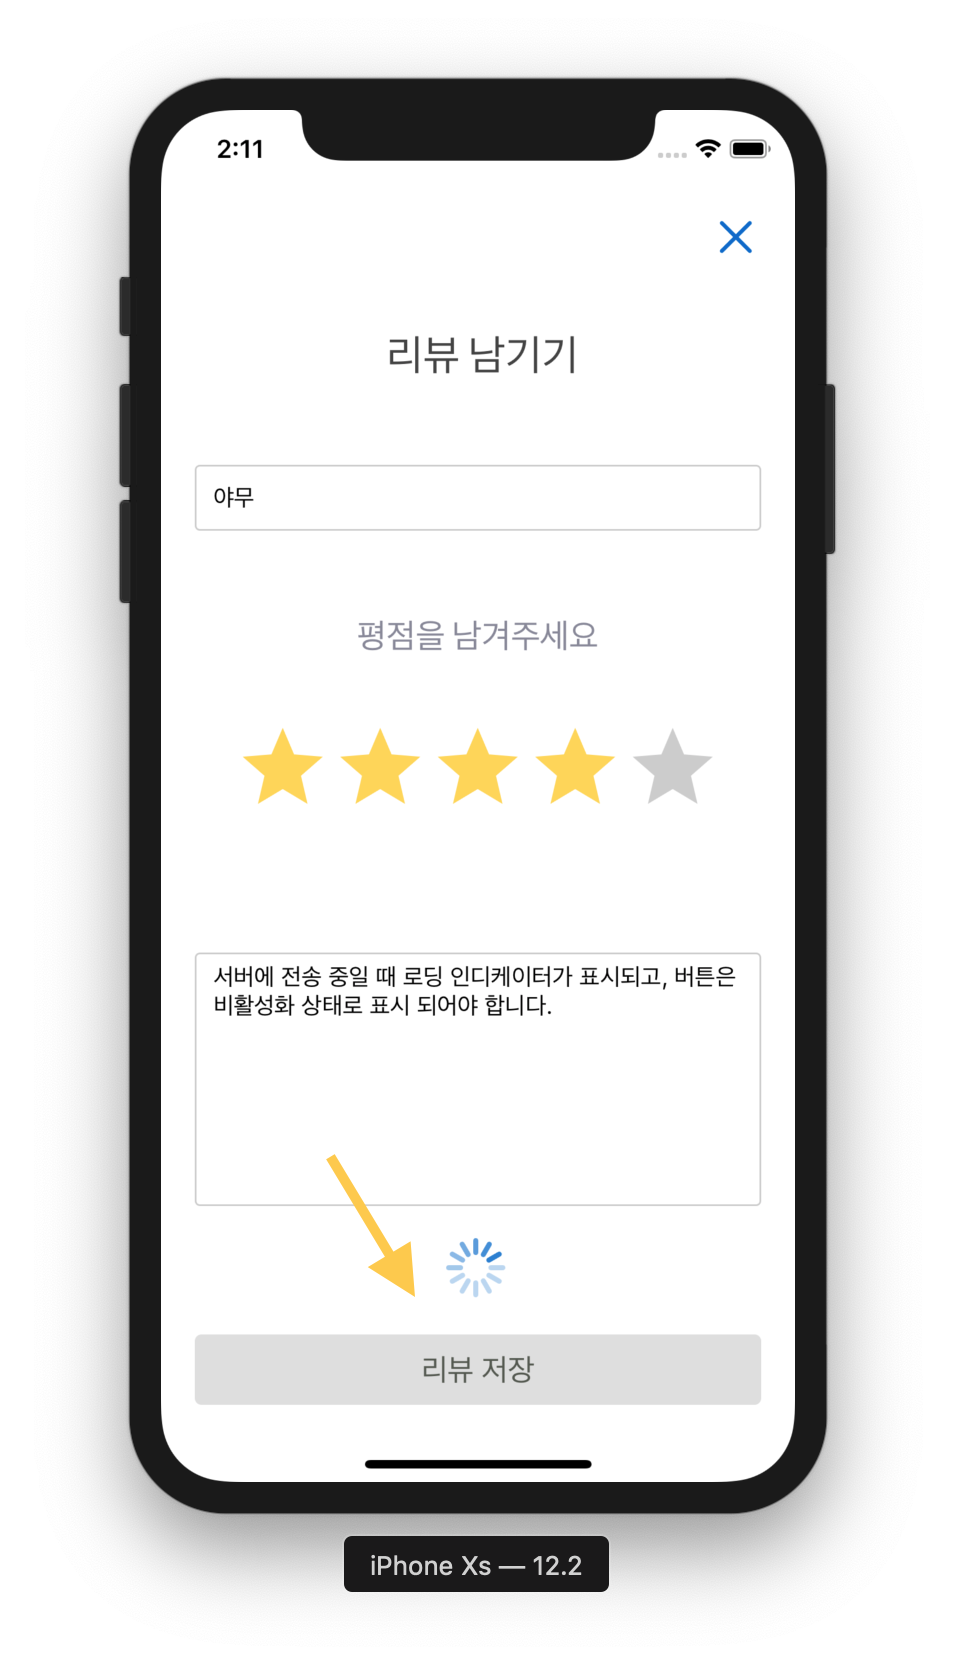 2:11
리뷰 남기기
야무
평점을 남겨주세요
서버에 전송 중일 때 로딩 인디케이터가 표시되고, 버튼은
비활성화 상태로 표시 되어야 합니다.
리뷰 저장
iPhone Xs — 12.2